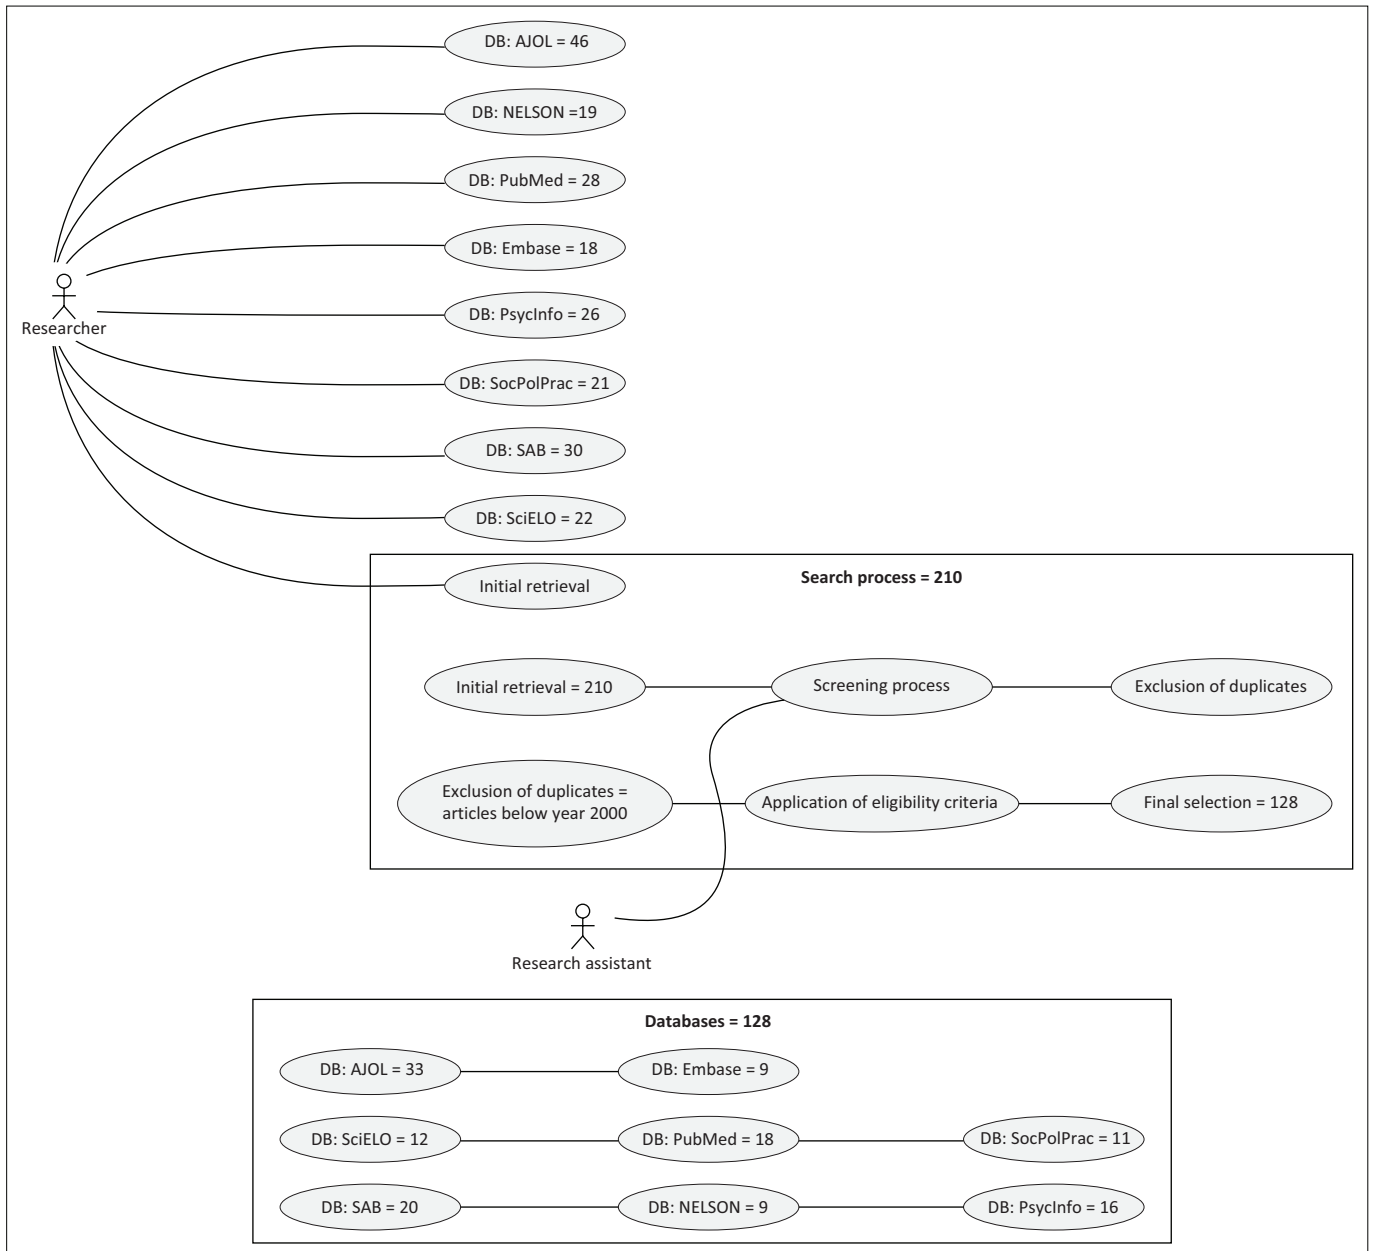 DB: AJOL = 46
DB: NELSON =19
DB: PubMed = 28
DB: Embase = 18
Researcher
DB: PsycInfo = 26
DB: SocPolPrac = 21
DB: SAB = 30
DB: SciELO = 22
Initial retrieval
Search process = 210
Initial retrieval = 210
Screening process
Exclusion of duplicates
Exclusion of duplicates =
articles below year 2000
Application of eligibility criteria
Final selection = 128
Research assistant
Databases = 128
DB: AJOL = 33
DB: Embase = 9
DB: SciELO = 12
DB: PubMed = 18
DB: SocPolPrac = 11
DB: SAB = 20
DB: NELSON = 9
DB: PsycInfo = 16